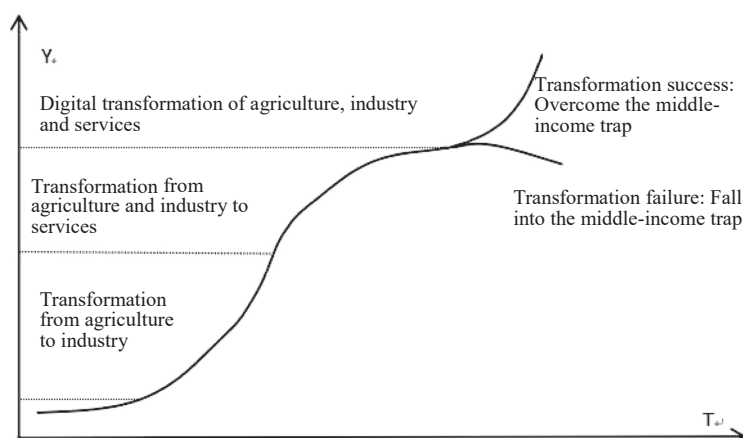 Y
Digital transformation of agriculture, industry
and services
Transformation success:
Overcome the middle-
income trap
Transformation from
agriculture and industry to
services
Transformation failure: Fall
into the middle-income trap
Transformation
from agriculture
to industry
T